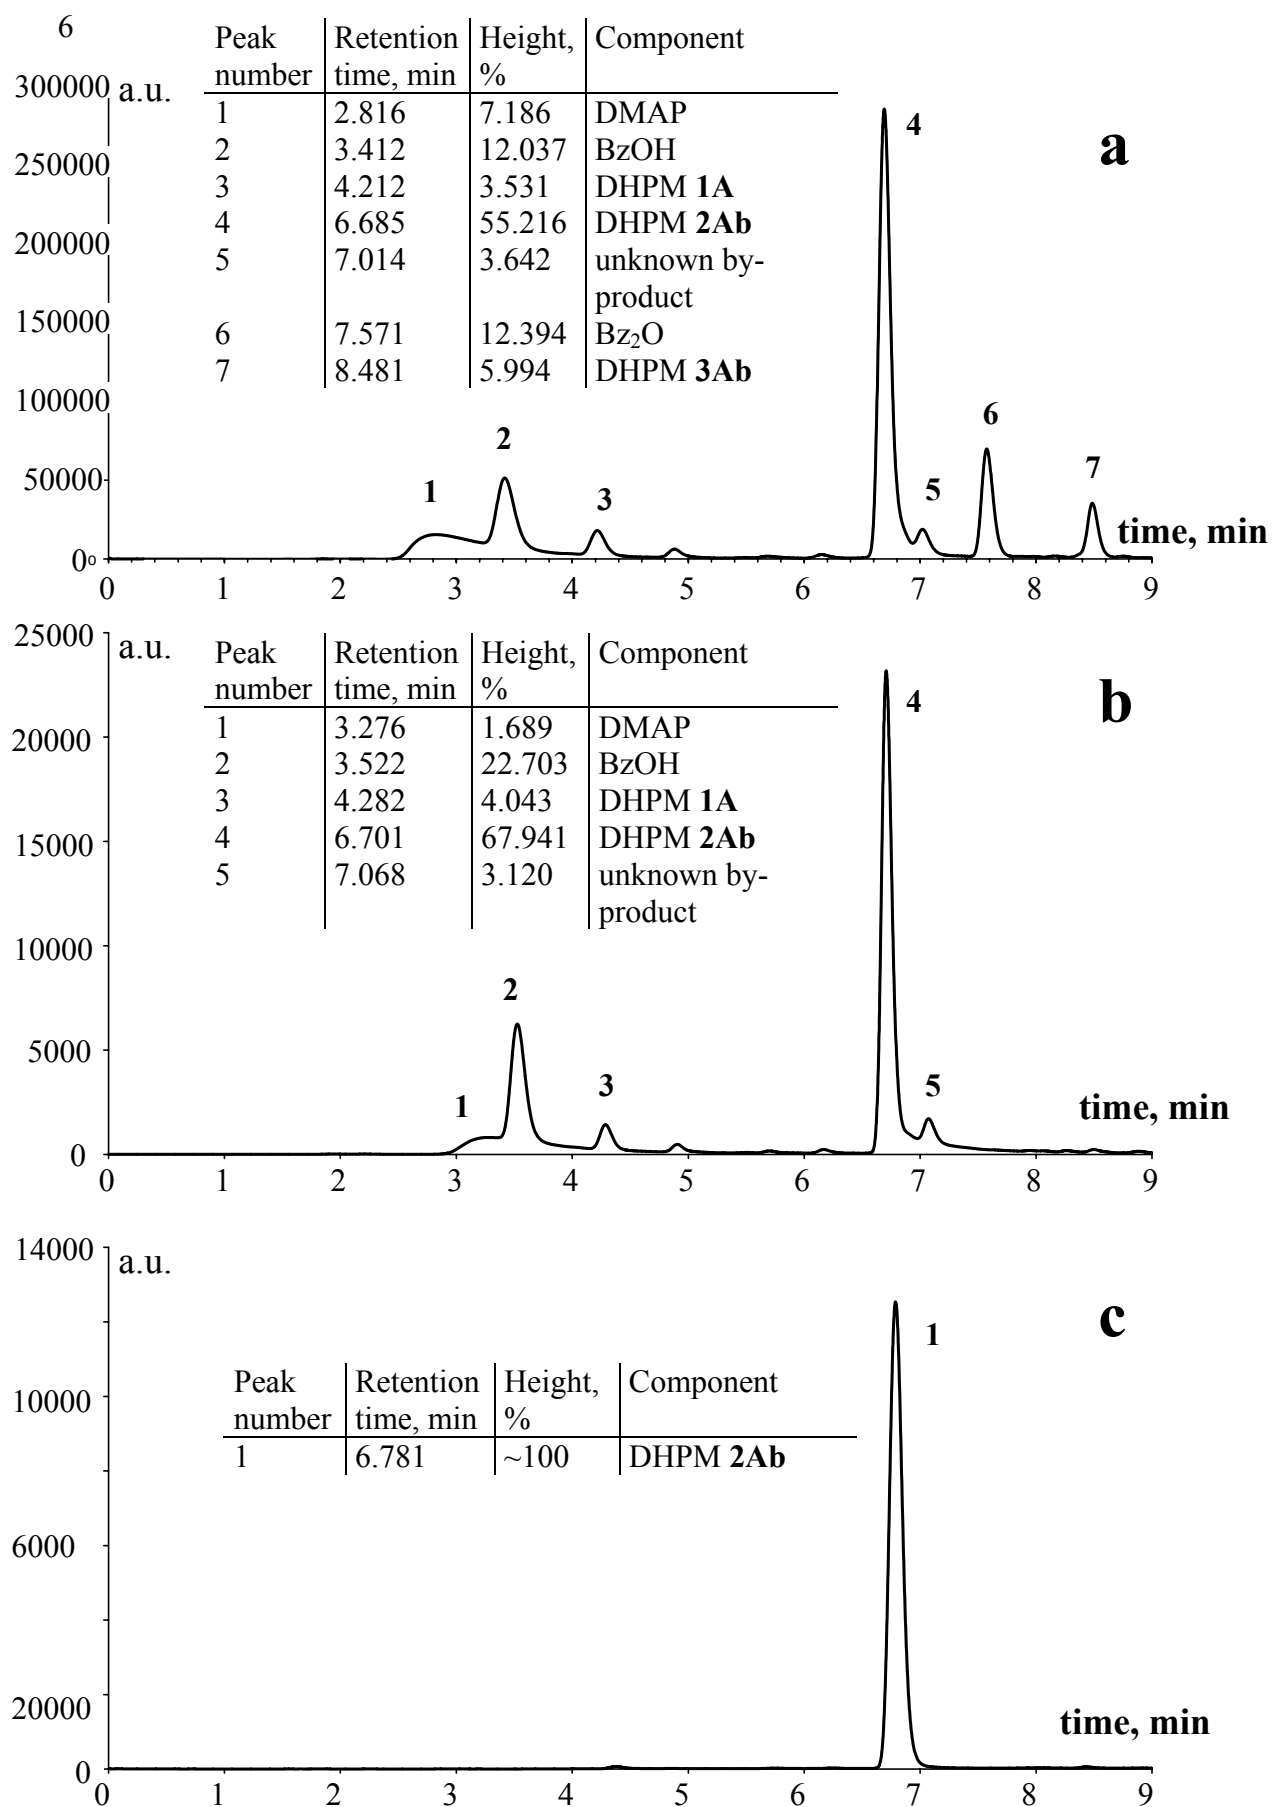 6
Peak Retention Height, Component
number time, min %
1 2.816 7.186 DMAP
2 3.412 12.037 BzOH
3 4.212 3.531 DHPM 1A
4 6.685 55.216 DHPM 2Ab
5 7.014 3.642 unknown by-
product
6 7.571 12.394 Bz₂O
7 8.481 5.994 DHPM 3Ab
a.u.
300000
250000
200000
150000
100000
50000
0 0
1 2 3 4 5 6 7
a
time, min
0 1 2 3 4 5 6 7 8 9
Peak Retention Height, Component
number time, min %
1 3.276 1.689 DMAP
2 3.522 22.703 BzOH
3 4.282 4.043 DHPM 1A
4 6.701 67.941 DHPM 2Ab
5 7.068 3.120 unknown by-
product
a.u.
25000
20000
15000
10000
5000
0
1 2 3 4 5
b
time, min
0 1 2 3 4 5 6 7 8 9
a.u.
14000
10000
6000
20000
0
Peak Retention Height, Component
number time, min %
1 6.781 ~100 DHPM 2Ab
1
c
time, min
0 1 2 3 4 5 6 7 8 9